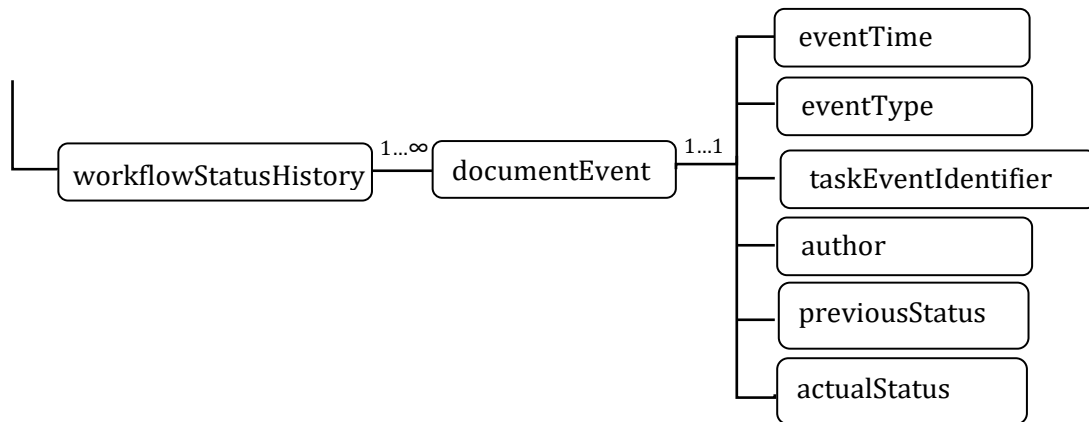 eventTime
eventType
workflowStatusHistory
1…∞
documentEvent
1…1
taskEventIdentifier
author
previousStatus
actualStatus